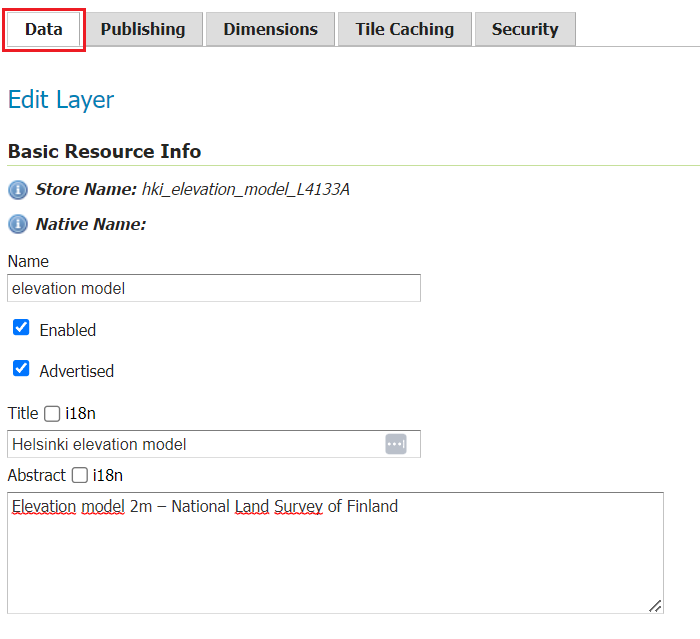 Data Publishing Dimensions Tile Caching Security
Edit Layer
Basic Resource Info
Store Name: hki_elevation_model_L4133A
Native Name:
Name
elevation model
Enabled
Advertised
Title i18n
Helsinki elevation model
Abstract i18n
Elevation model 2m – National Land Survey of Finland